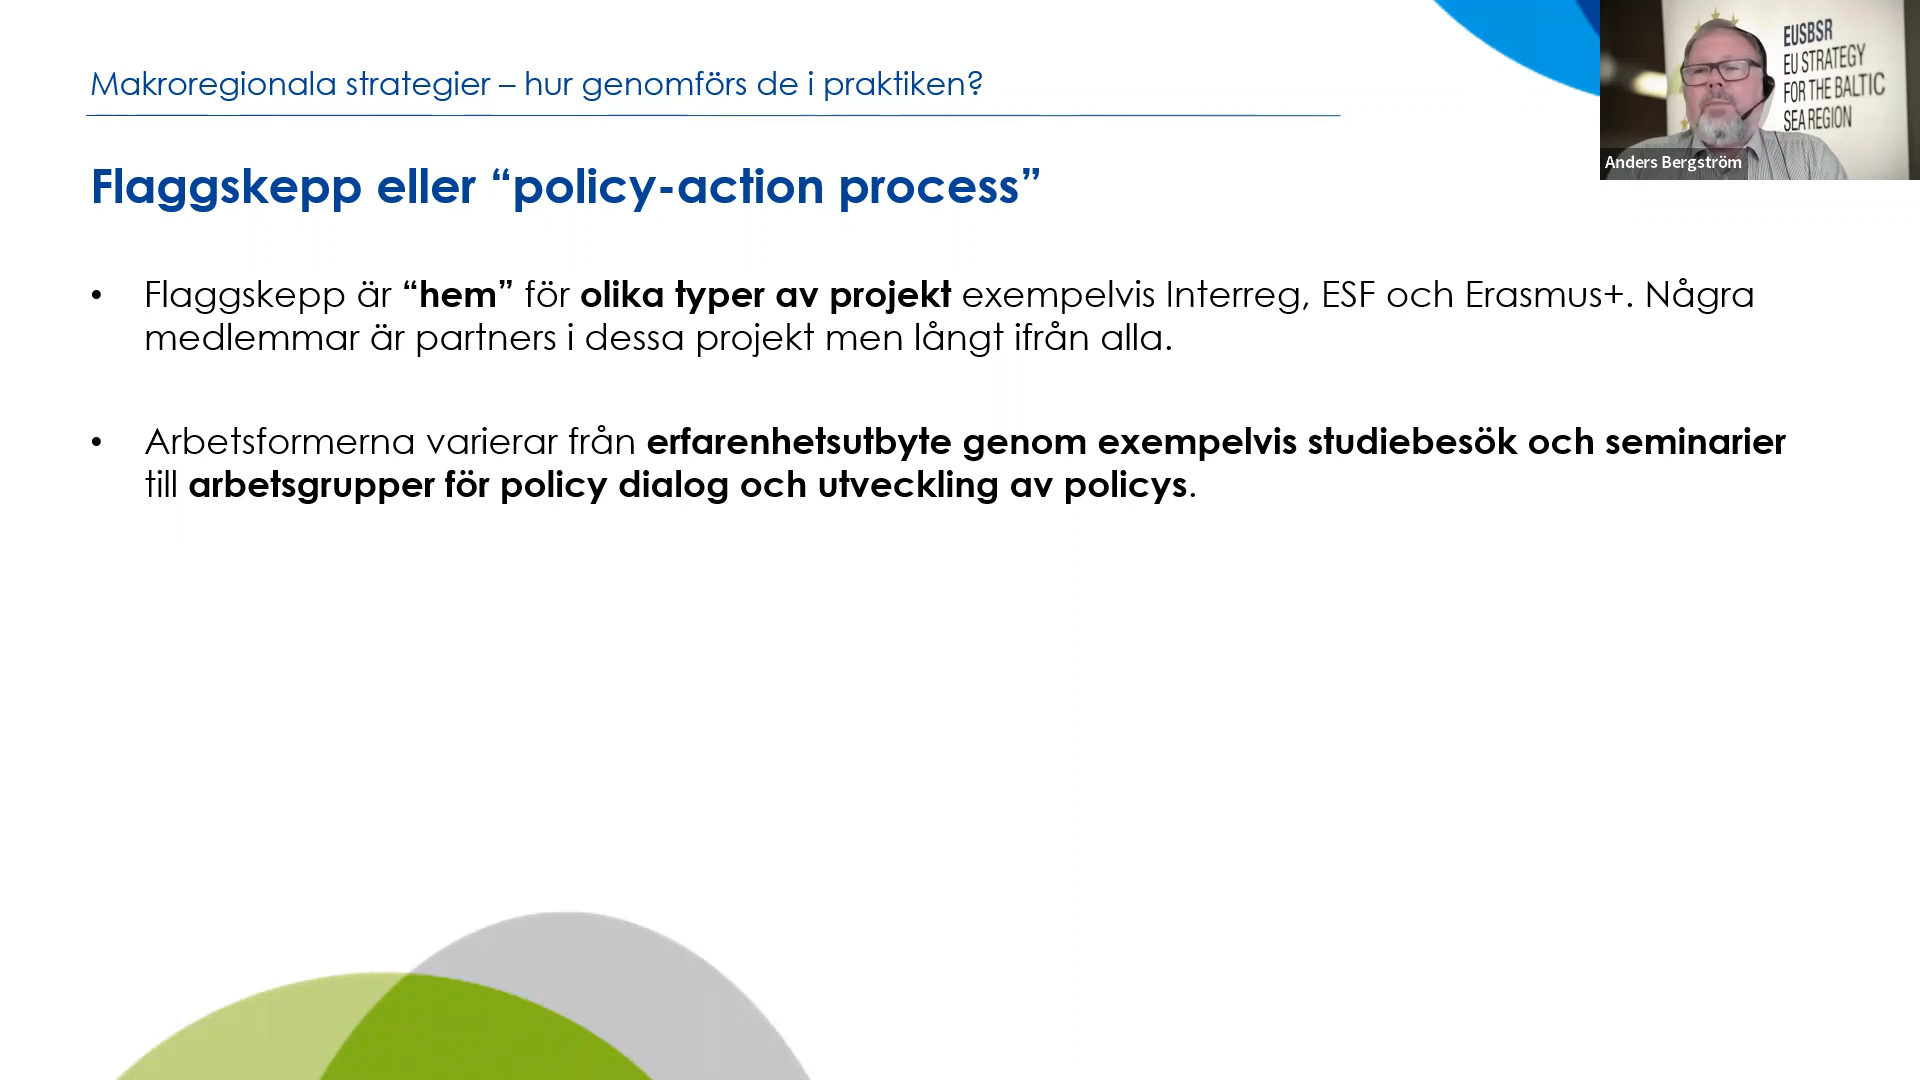 Makroregionala strategier – hur genomförs de i praktiken?
EUSBSR
EU STRATEGY
FOR THE BALTIC
SEA REGION
Anders Bergström
Flaggskepp eller “policy-action process”
• Flaggskepp är “hem” för olika typer av projekt exempelvis Interreg, ESF och Erasmus+. Några
medlemmar är partners i dessa projekt men långt ifrån alla.
• Arbetsformerna varierar från erfarenhetsutbyte genom exempelvis studiebesök och seminarier
till arbetsgrupper för policy dialog och utveckling av policys.